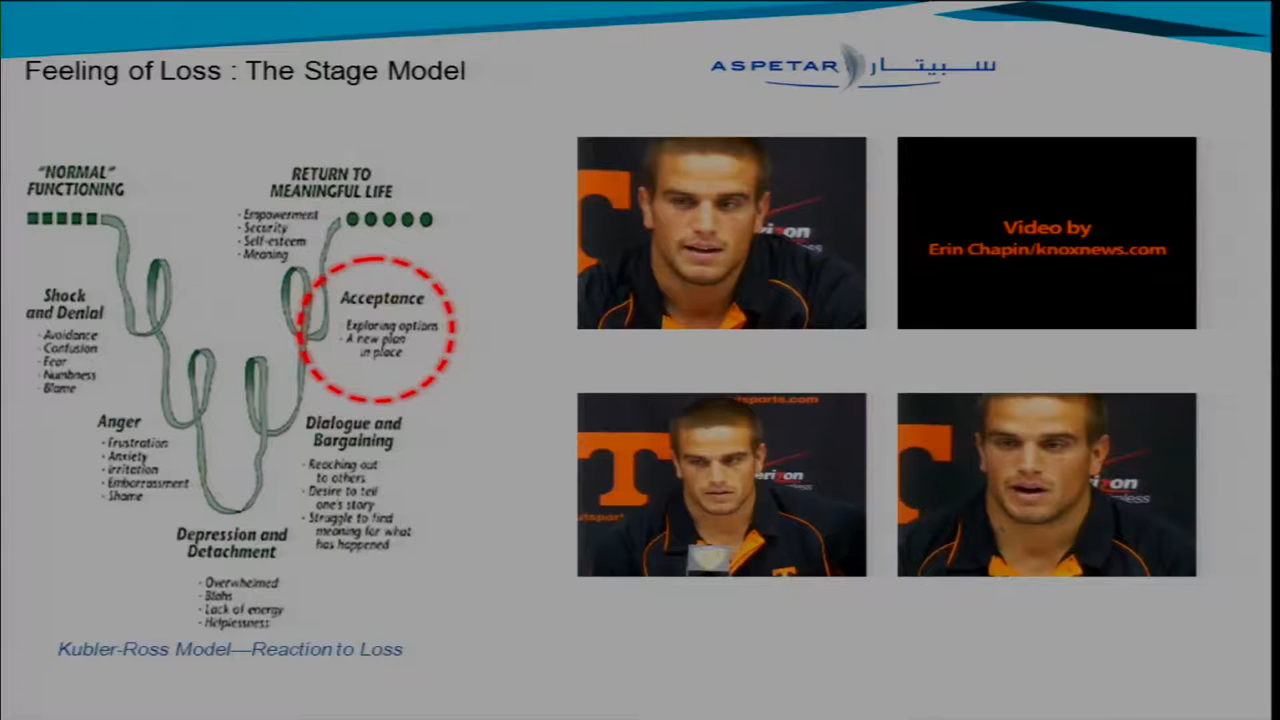 Feeling of Loss : The Stage Model
ASPETAR سبيتار
"NORMAL"
FUNCTIONING
RETURN TO
MEANINGFUL LIFE
· Empowerment
· Security
· Self-esteem
· Meaning
Shock
and Denial
· Avoidance
· Confusion
· Fear
· Numbness
· Blame
Acceptance
· Exploring options
· A new plan
in place
Anger
· Frustration
· Anxiety
· Irritation
· Embarrassment
· Shame
Dialogue and
Bargaining
· Reaching out
to others
· Desire to tell
one's story
· Struggle to find
meaning for what
has happened
Depression and
Detachment
· Overwhelmed
· Blahs
· Lack of energy
· Helplessness
Kubler-Ross Model—Reaction to Loss
Video by
Erin Chapin/knoxnews.com
T